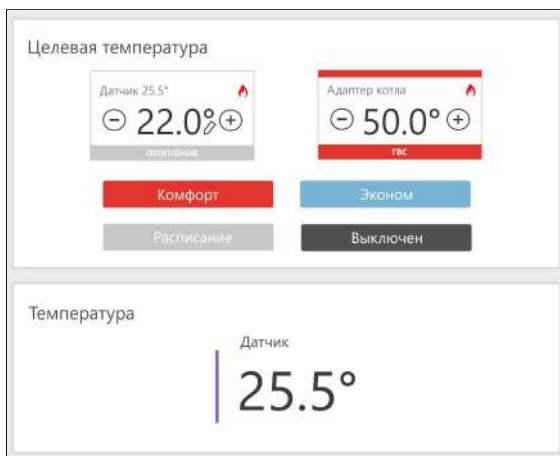 Целевая температура
Датчик 25.5°
22.0°
отопление
Адаптер котла
50.0°
ГВС
Комфорт
Эконом
Расписание
Выключен
Температура
Датчик
25.5°